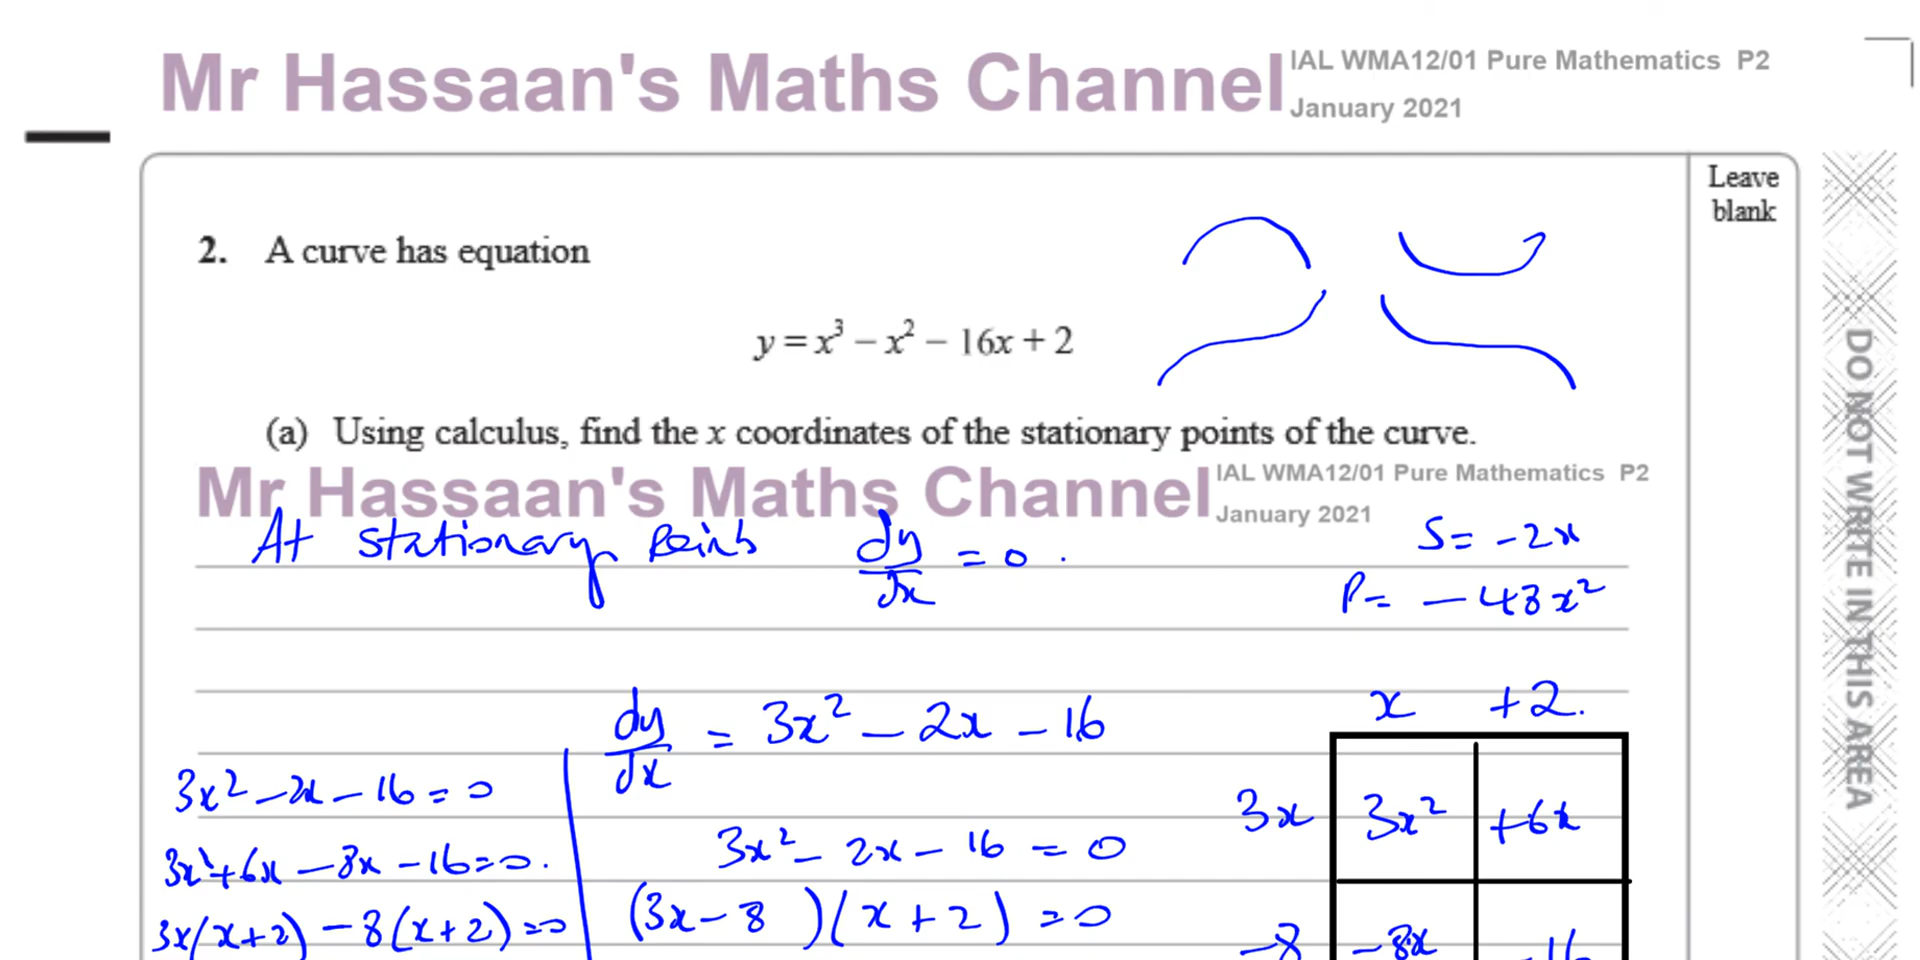 Mr Hassaan's Maths Channel
IAL WMA12/01 Pure Mathematics P2
January 2021
Leave
blank
2. A curve has equation
y = x³ – x² – 16x + 2
(a) Using calculus, find the x coordinates of the stationary points of the curve.
Mr Hassaan's Maths Channel
IAL WMA12/01 Pure Mathematics P2
January 2021
At stationary Points dy/dx = 0.
S= -2x
P= -48x²
dy/dx = 3x² - 2x - 16
3x² - 2x - 16 = 0
(3x - 8)(x + 2) = 0
3x² - 2x - 16 = 0
3x² + 6x - 8x - 16 = 0.
3x(x+2) - 8(x+2) = 0
x +2.
3x 3x² +6x
-8 -8x -16
DO NOT WRITE IN THIS AREA